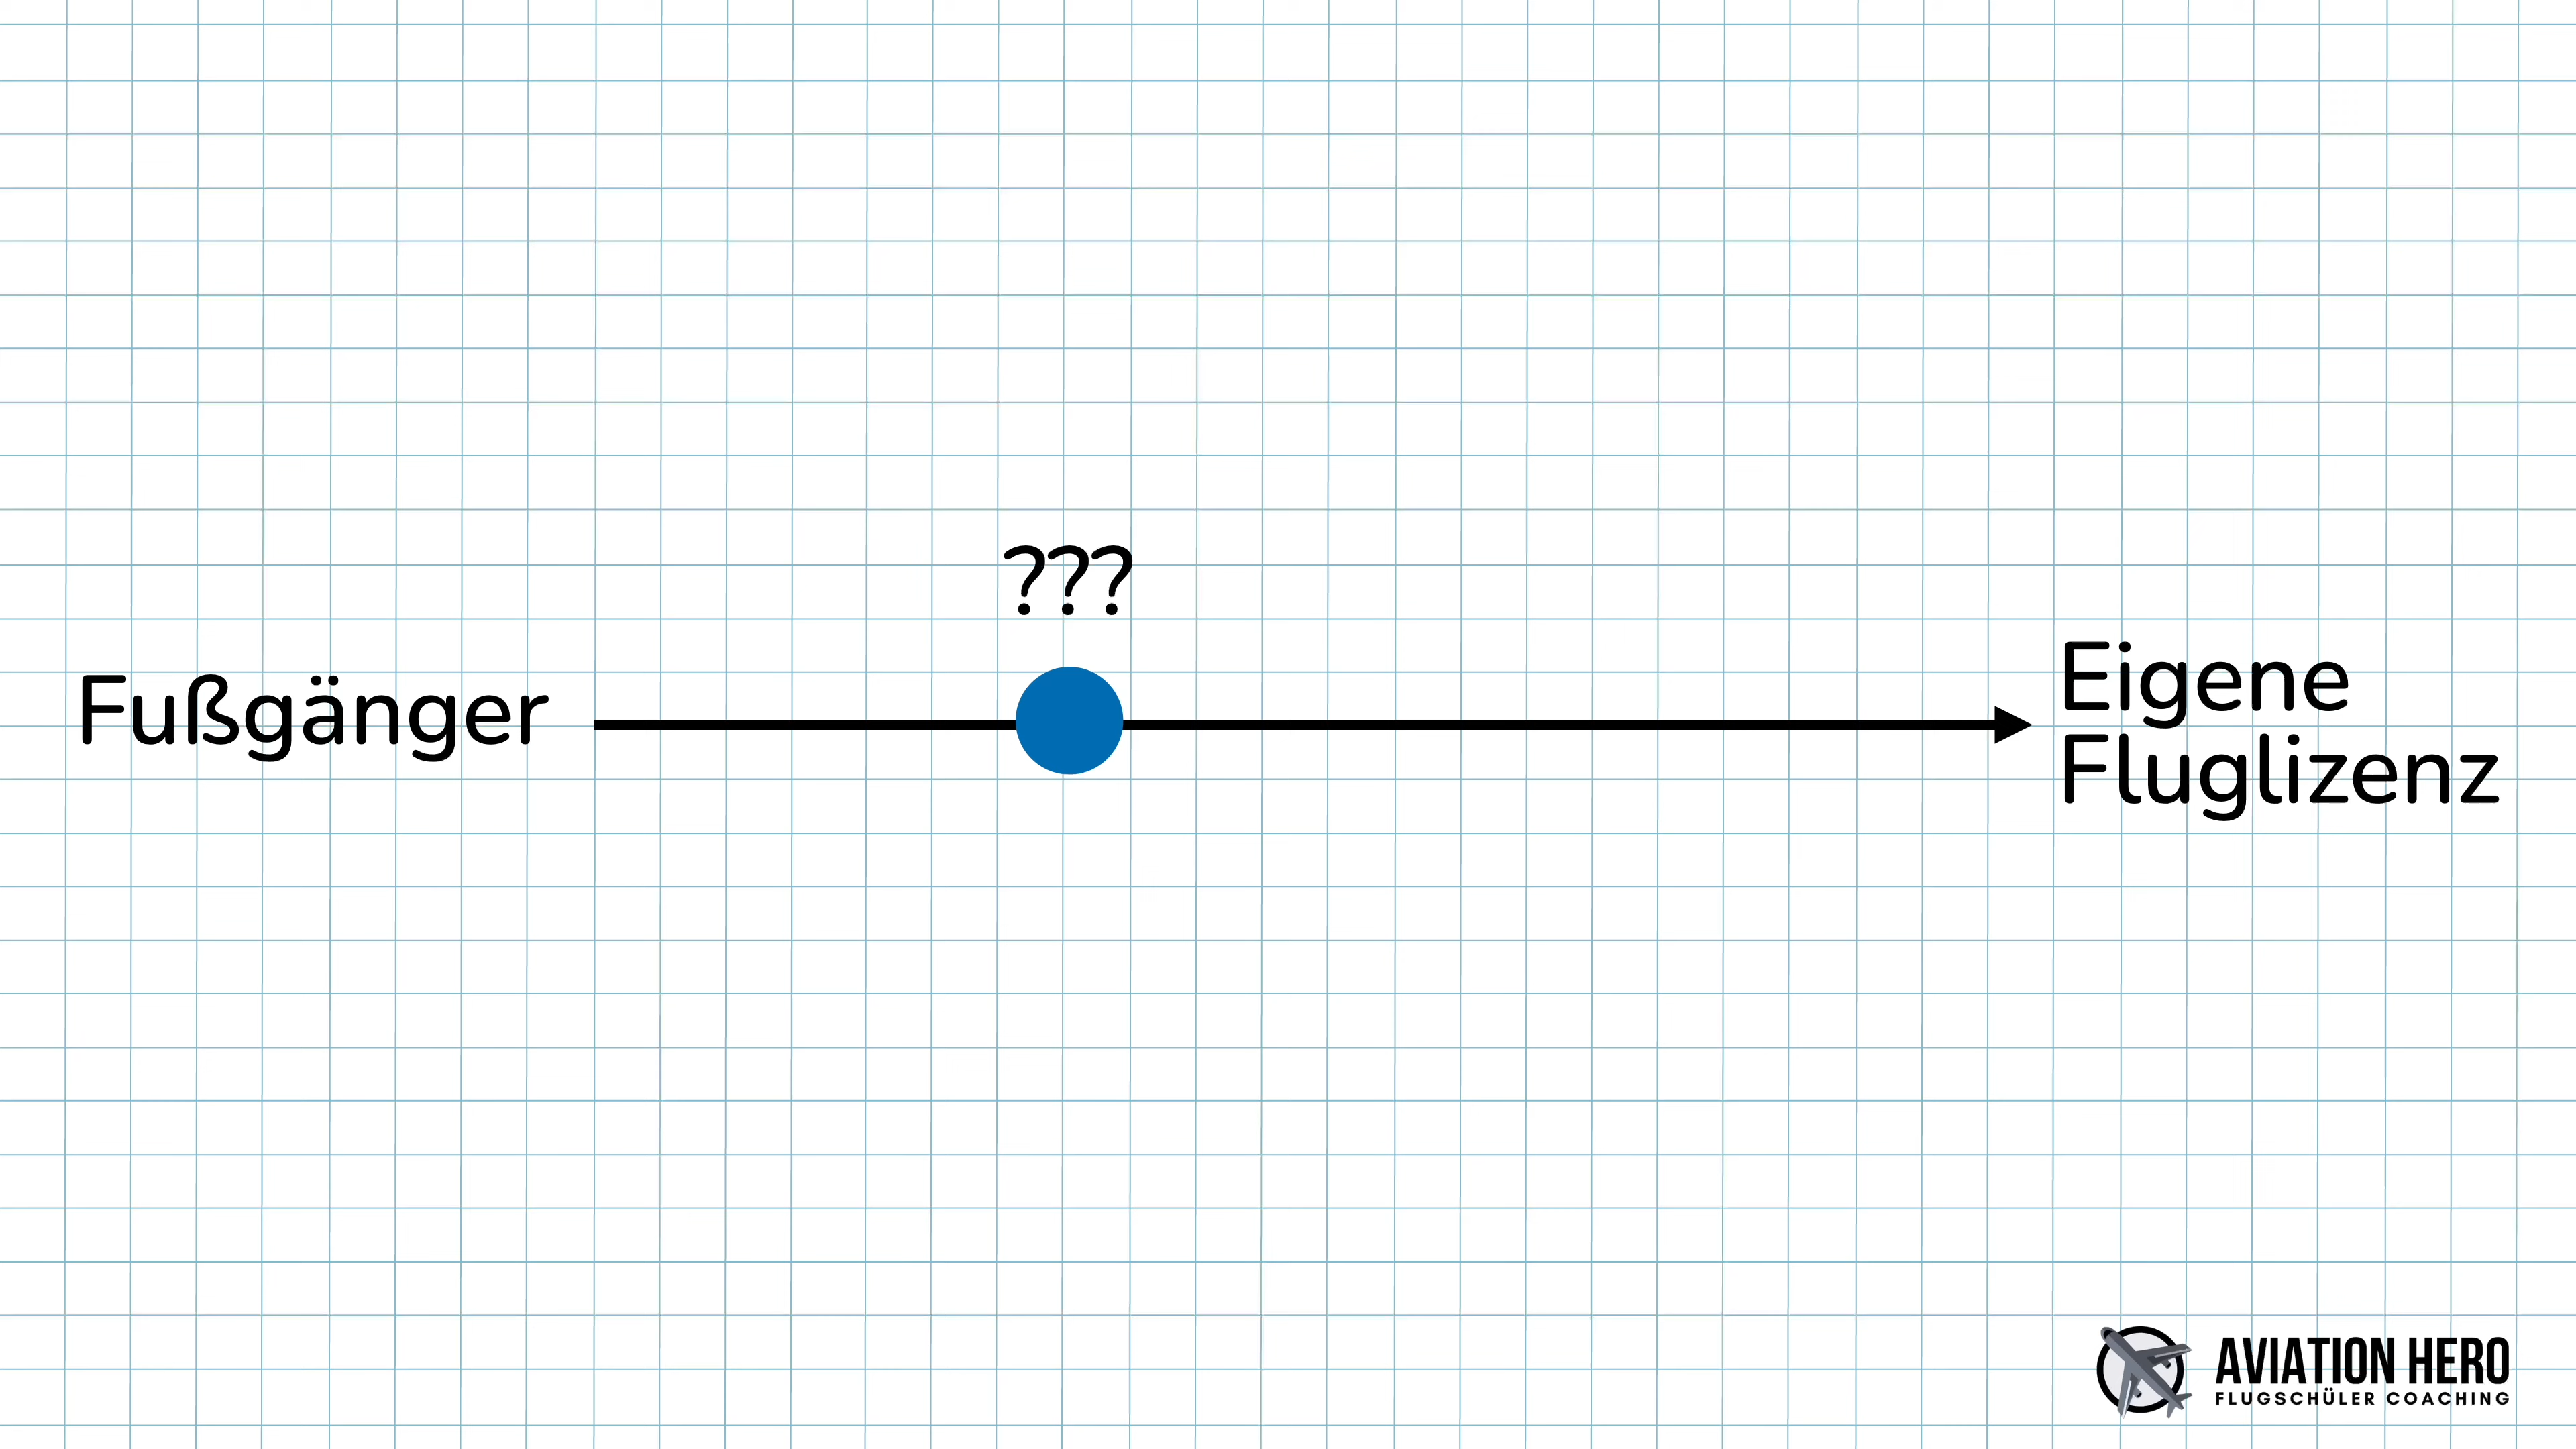 ???
Fußgänger
Eigene
Fluglizenz
AVIATION HERO
FLUGSCHÜLER COACHING